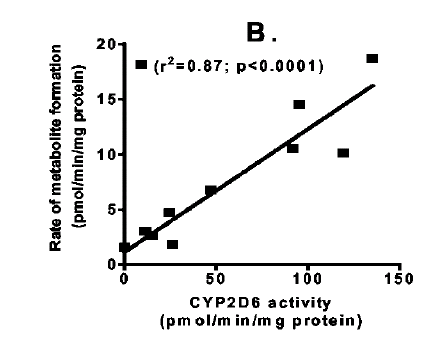 B.
20
(r²=0.87; p<0.0001)
15
10
5
0
Rate of metabolite formation
(pmol/min/mg protein)
0 50 100 150
CYP2D6 activity
(pmol/min/mg protein)